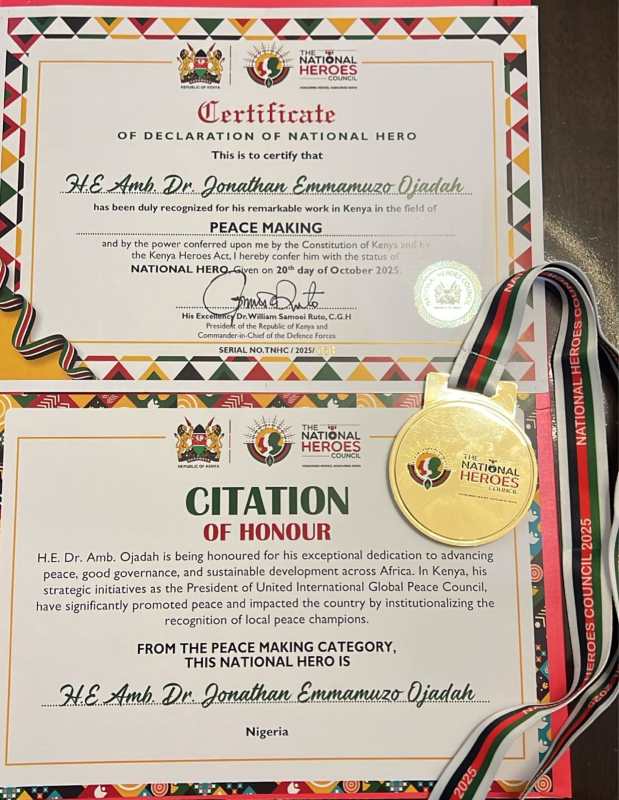 REPUBLIC OF KENYA
THE
NATIONAL
HEROES
COUNCIL
HONOURING HEROES, HONOURING KENYA
Certificate
OF DECLARATION OF NATIONAL HERO
This is to certify that
H.E Amb. Dr. Jonathan Emmamuzo Ojadah
has been duly recognized for his remarkable work in Kenya in the field of
PEACE MAKING
and by the power conferred upon me by the Constitution of Kenya and by
the Kenya Heroes Act, I hereby confer him with the status of
NATIONAL HERO. Given on 20th day of October 2025.
His Excellency Dr. William Samoei Ruto, C.G.H
President of the Republic of Kenya and
Commander-in-Chief of the Defence Forces
SERIAL NO.TNHC / 2025/
REPUBLIC OF KENYA
THE
NATIONAL
HEROES
COUNCIL
CITATION
OF HONOUR
H.E. Dr. Amb. Ojadah is being honoured for his exceptional dedication to advancing
peace, good governance, and sustainable development across Africa. In Kenya, his
strategic initiatives as the President of United International Global Peace Council,
have significantly promoted peace and impacted the country by institutionalizing the
recognition of local peace champions.
FROM THE PEACE MAKING CATEGORY,
THIS NATIONAL HERO IS
H.E Amb. Dr. Jonathan Emmamuzo Ojadah
Nigeria
THE
NATIONAL
HEROES
COUNCIL
NATIONAL HEROES COUN
HEROES COUNCIL 2025
2025